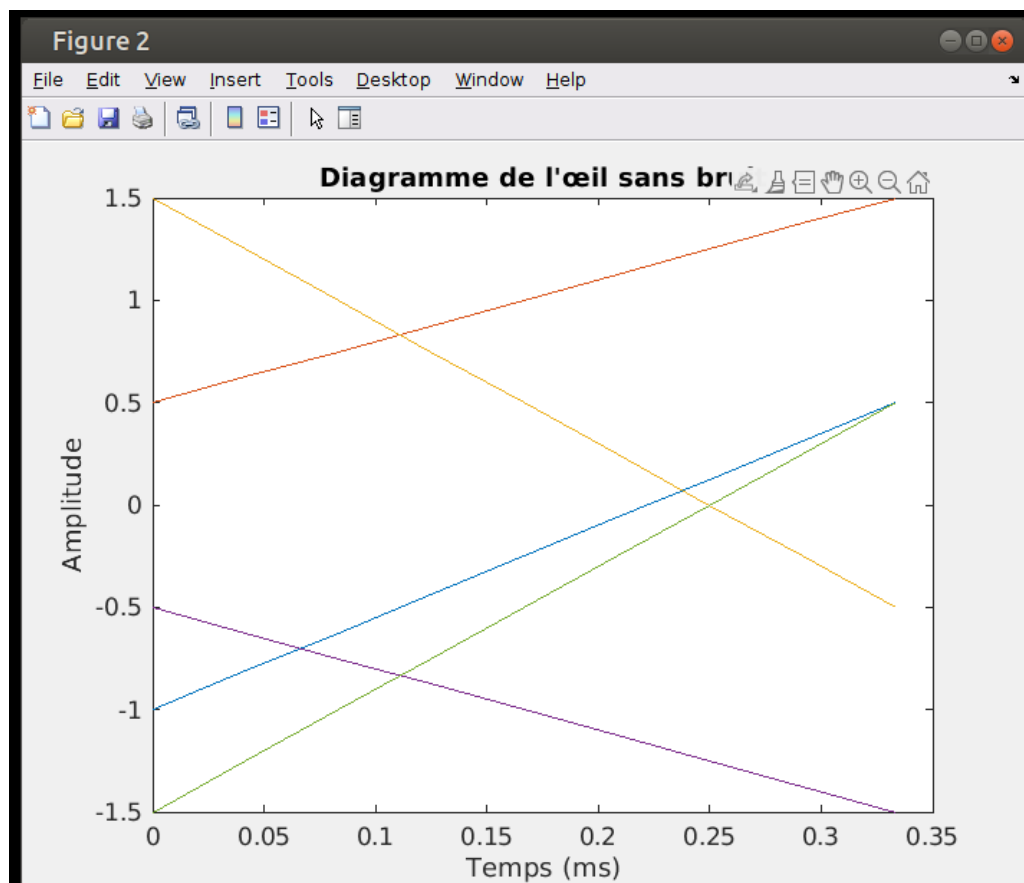 Figure 2
File Edit View Insert Tools Desktop Window Help
Diagramme de l'œil sans
1.5
1
0.5
0
-0.5
-1
-1.5
Amplitude
0 0.05 0.1 0.15 0.2 0.25 0.3 0.35
Temps (ms)